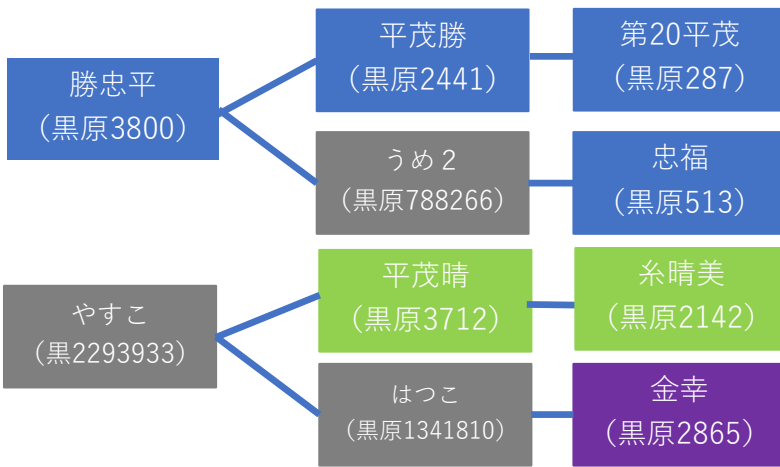 勝忠平
（黒原3800）
平茂勝
（黒原2441）
第20平茂
（黒原287）
うめ２
（黒原788266）
忠福
（黒原513）
やすこ
（黒2293933）
平茂晴
（黒原3712）
糸晴美
（黒原2142）
はつこ
（黒原1341810）
金幸
（黒原2865）